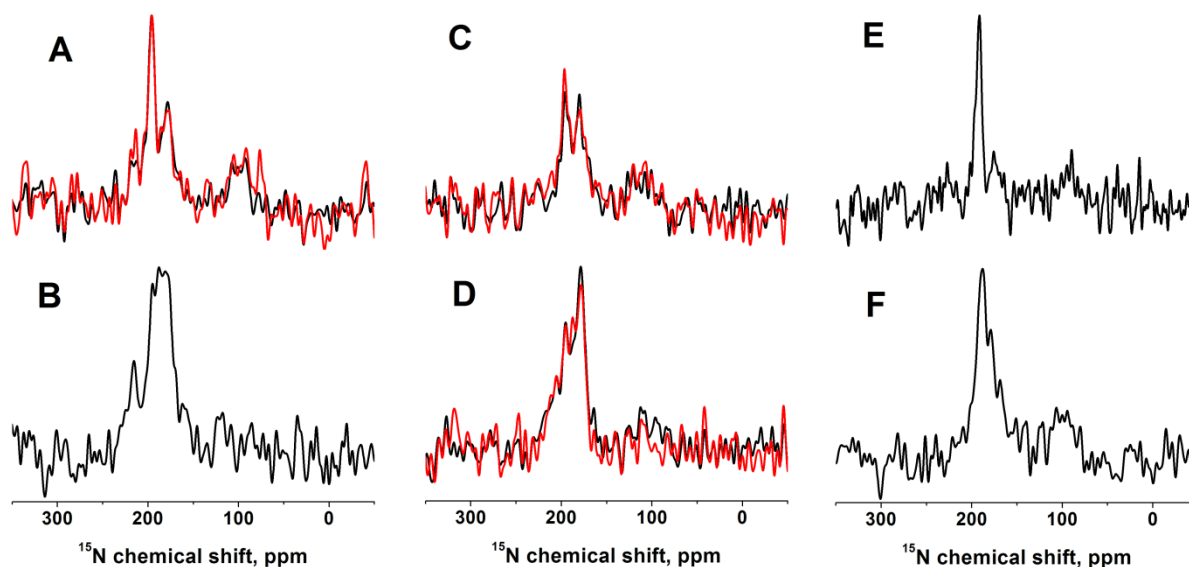 A C E
B D F
300 200 100 0 300 200 100 0 300 200 100 0
¹⁵N chemical shift, ppm ¹⁵N chemical shift, ppm ¹⁵N chemical shift, ppm